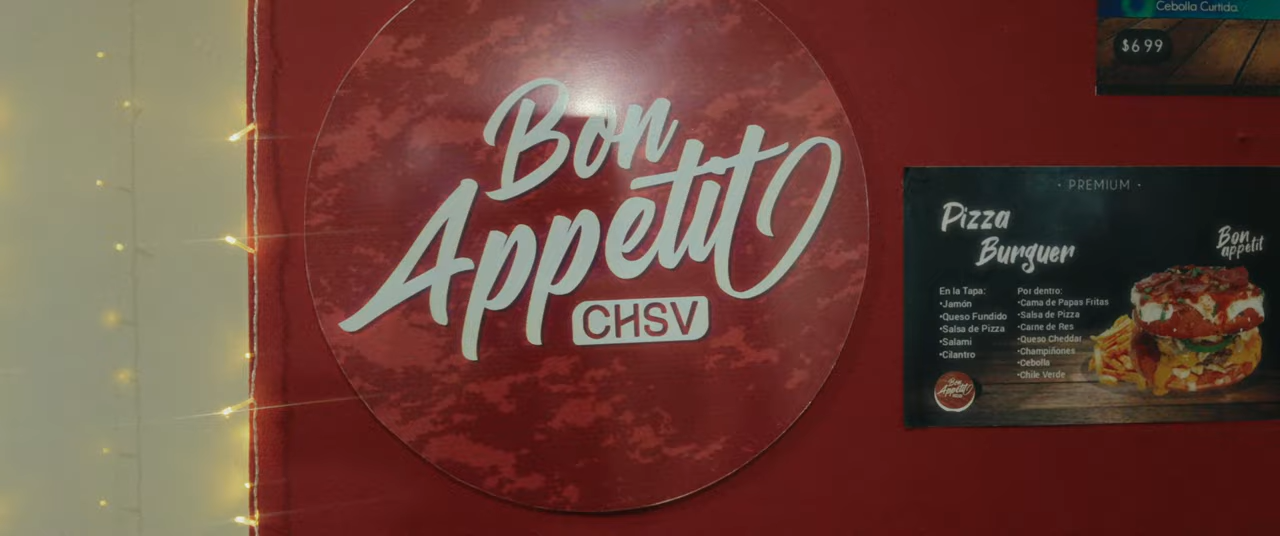 Bon
Appetit
CHSV
Cebolla Curtida.
$6 99
· PREMIUM ·
Pizza
Burguer
Bon
appetit
En la Tapa:
•Jamón
•Queso Fundido
•Salsa de Pizza
•Salami
•Cilantro
Por dentro:
•Cama de Papas Fritas
•Salsa de Pizza
•Carne de Res
•Queso Cheddar
•Champiñones
•Cebolla
•Chile Verde
Bon
Appetit